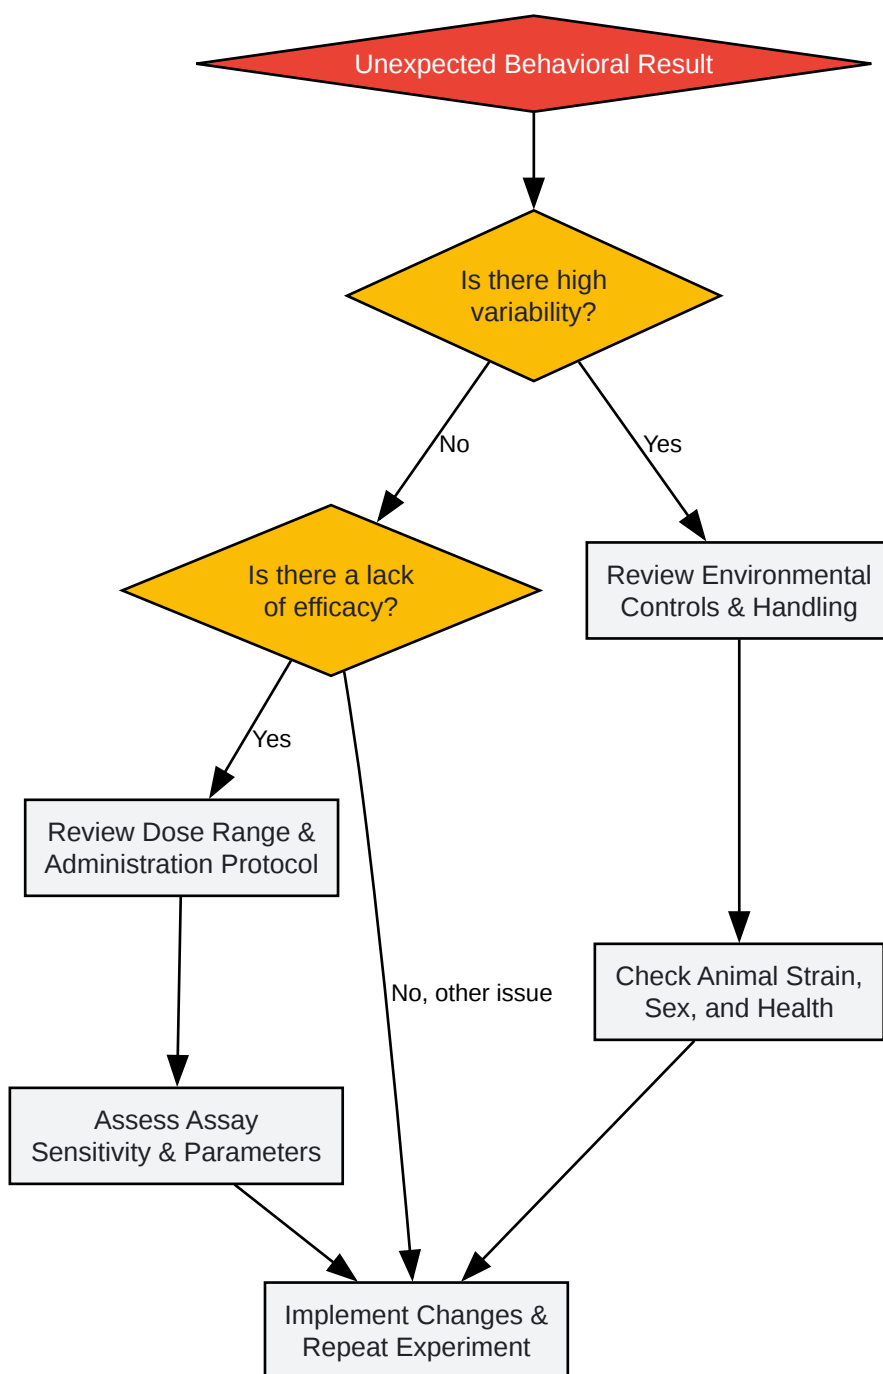 Unexpected Behavioral Result
Is there high
variability?
No
Yes
Is there a lack
of efficacy?
Review Environmental
Controls & Handling
Yes
Review Dose Range &
Administration Protocol
No, other issue
Check Animal Strain,
Sex, and Health
Assess Assay
Sensitivity & Parameters
Implement Changes &
Repeat Experiment